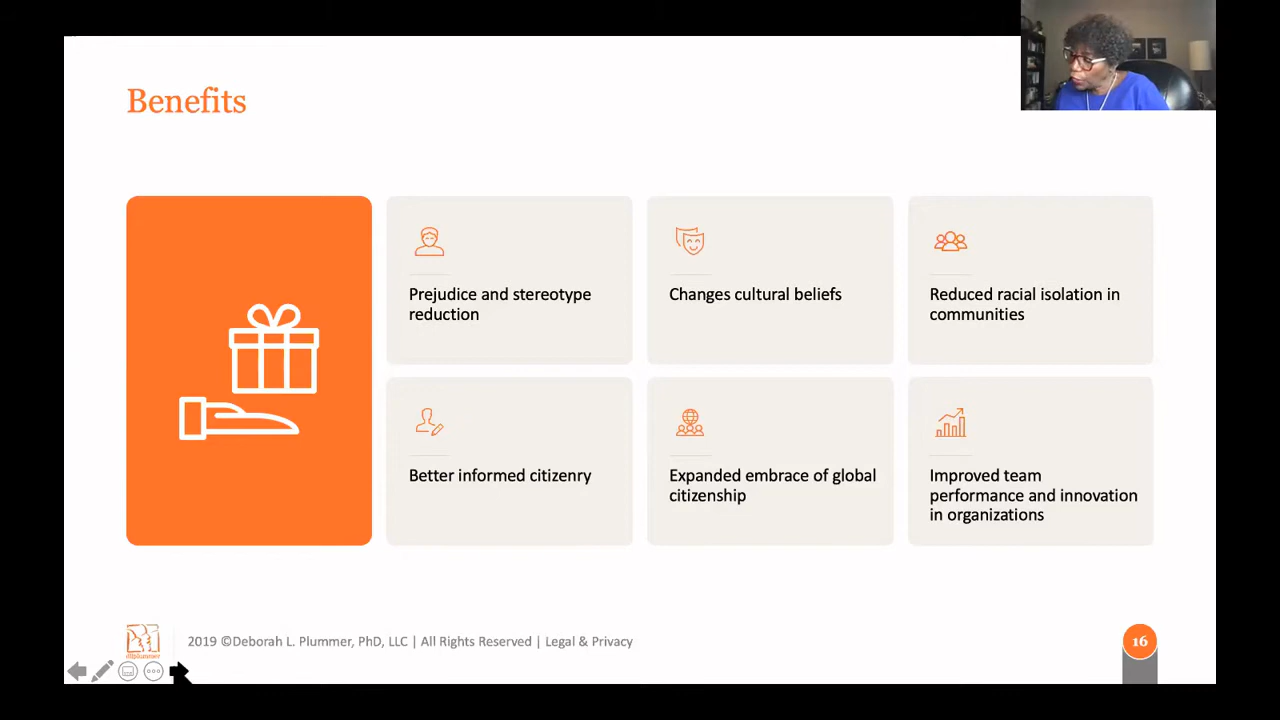 Benefits
Prejudice and stereotype
reduction
Changes cultural beliefs
Reduced racial isolation in
communities
Better informed citizenry
Expanded embrace of global
citizenship
Improved team
performance and innovation
in organizations
dlplummer
2019 ©Deborah L. Plummer, PhD, LLC | All Rights Reserved | Legal & Privacy
16